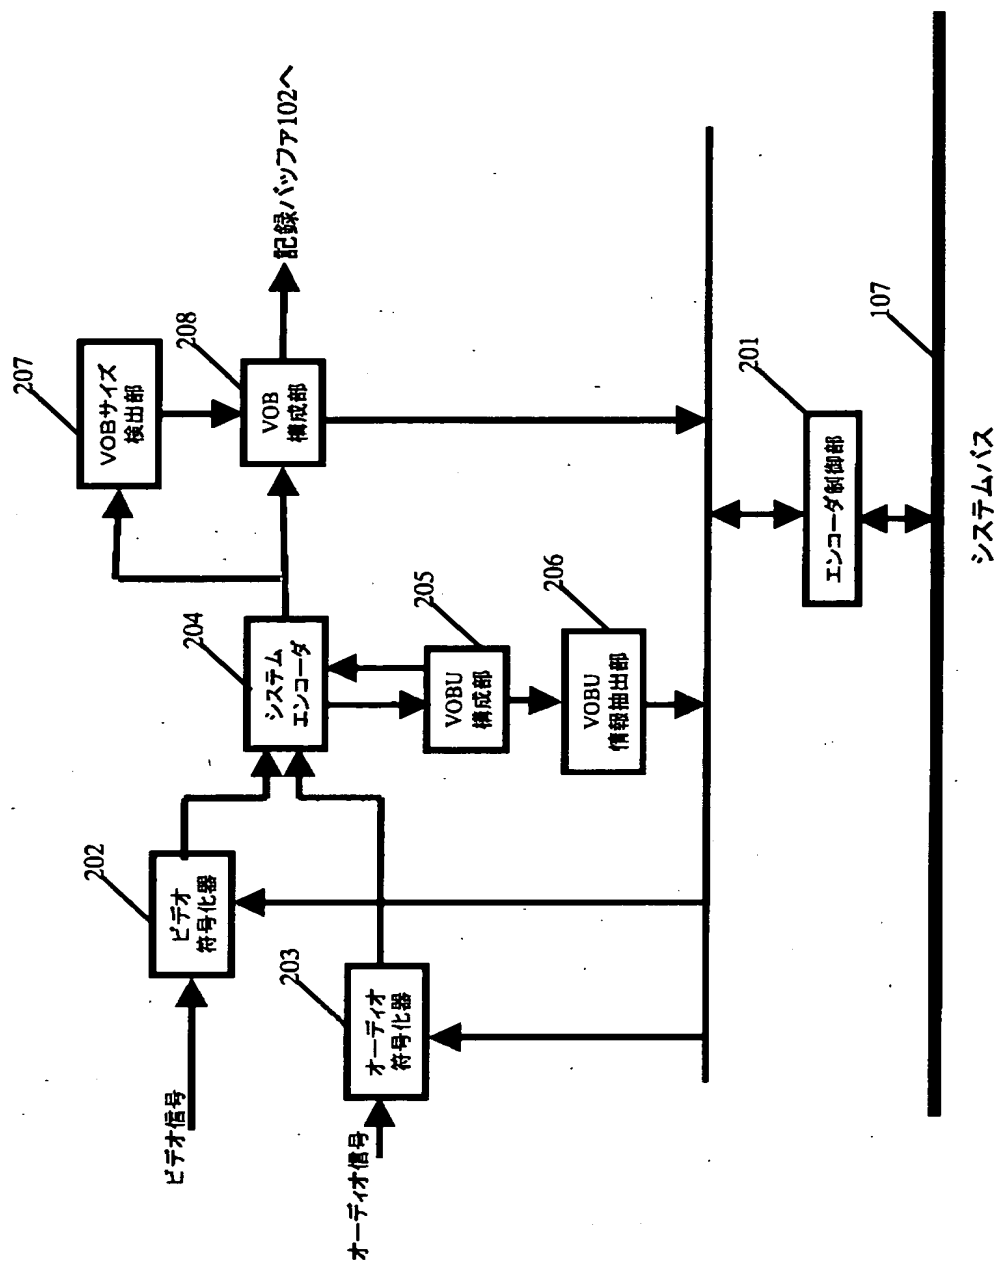 ビデオ信号
オーディオ信号
202
ビデオ
符号化器
203
オーディオ
符号化器
204
システム
エンコーダ
205
VOBU
構成部
206
VOBU
情報抽出部
207
VOBサイズ
検出部
208
VOB
構成部
記録バッファ102へ
201
エンコーダ制御部
107
システムバス